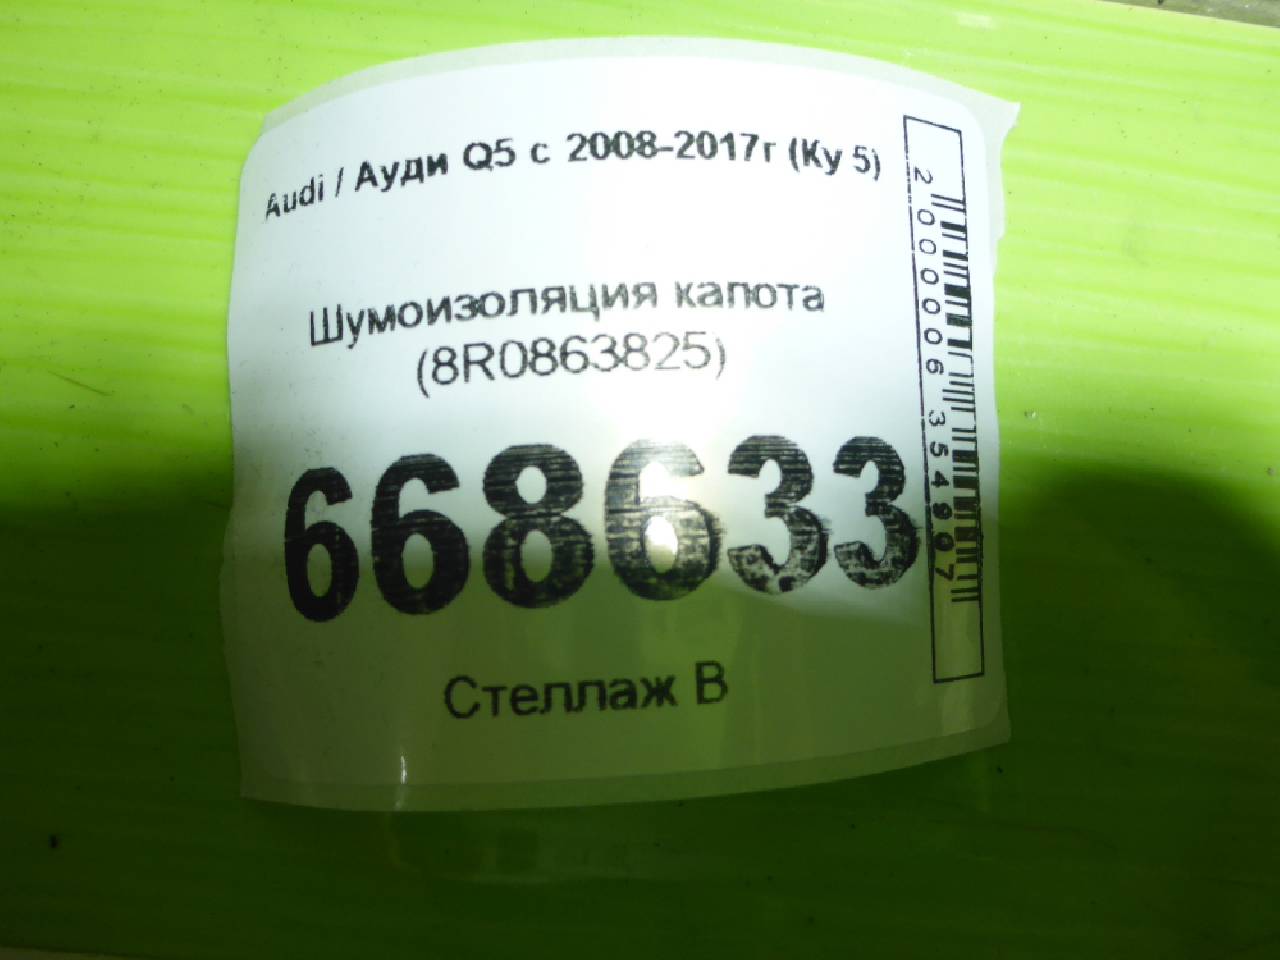 Audi / Ауди Q5 с 2008-2017г (Ку 5)
Шумоизоляция капота
(8R0863825)
668633
Стеллаж В
2000006354907